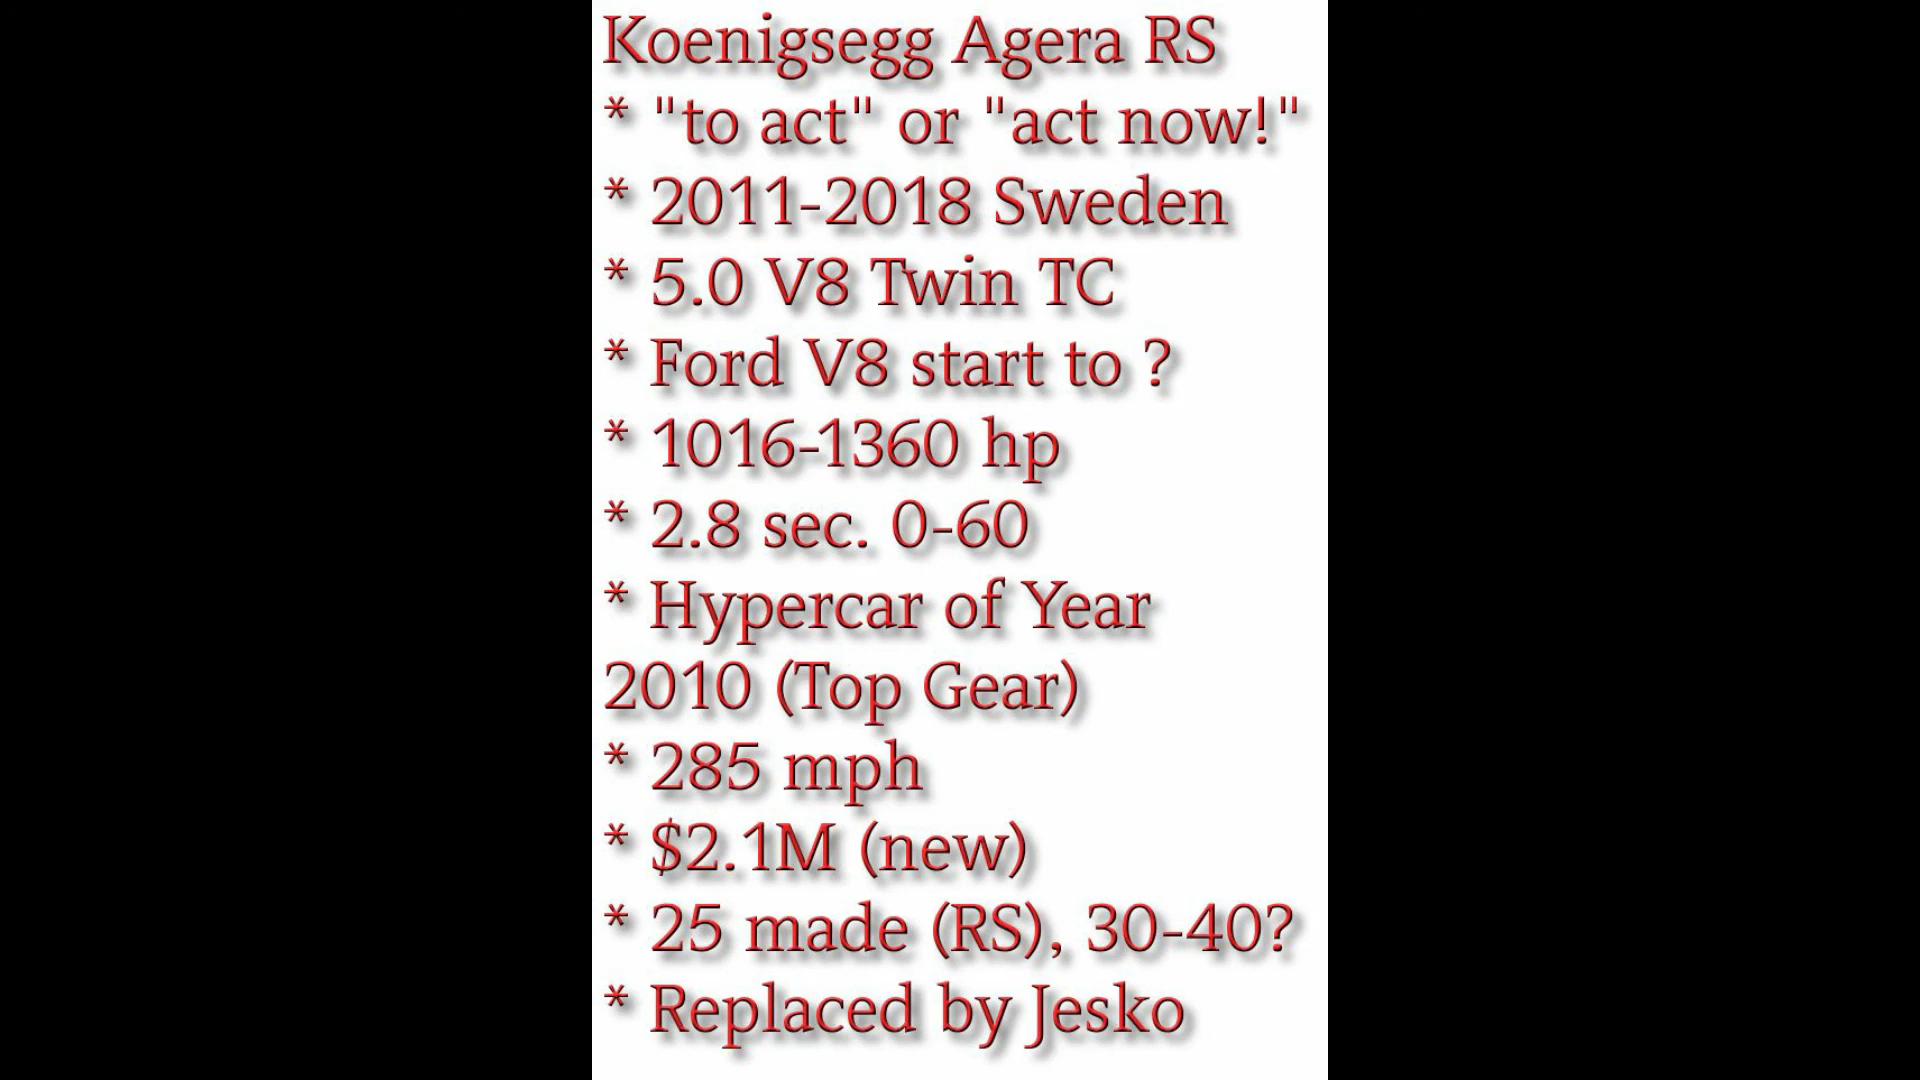 Koenigsegg Agera RS
* "to act" or "act now!"
* 2011-2018 Sweden
* 5.0 V8 Twin TC
* Ford V8 start to ?
* 1016-1360 hp
* 2.8 sec. 0-60
* Hypercar of Year
2010 (Top Gear)
* 285 mph
* $2.1M (new)
* 25 made (RS), 30-40?
* Replaced by Jesko